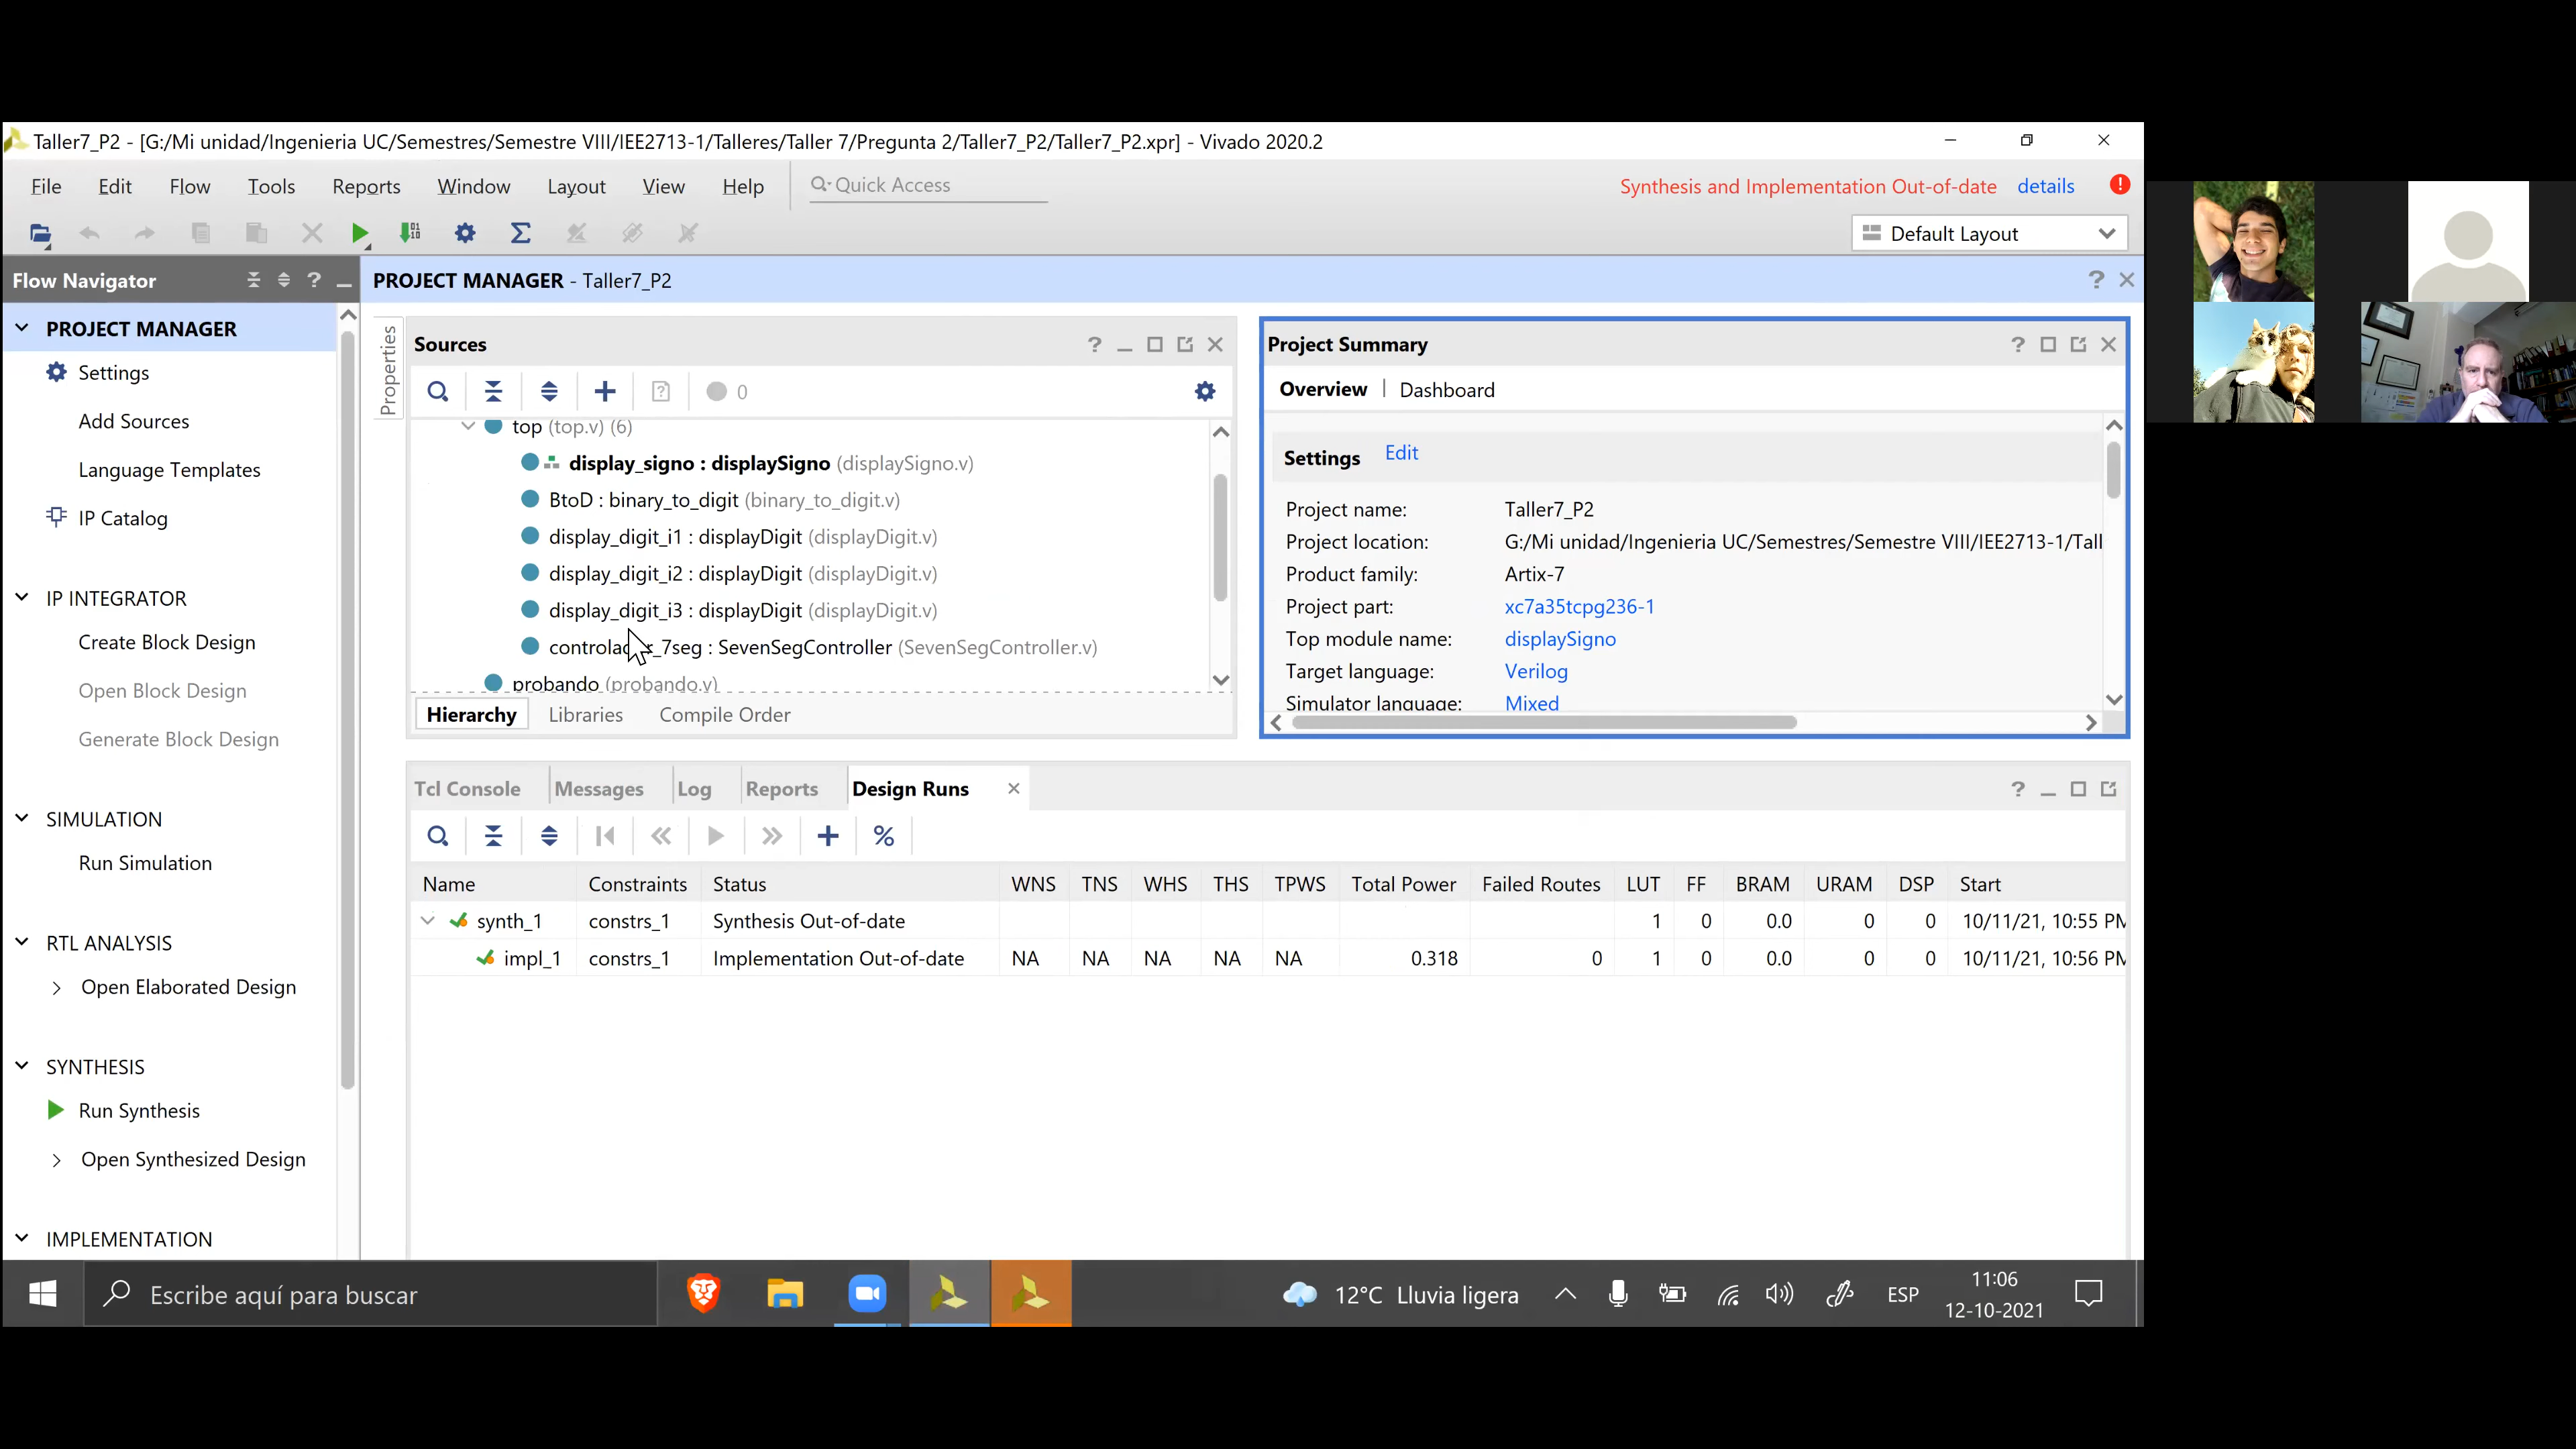 Taller7_P2 - [G:/Mi unidad/Ingenieria UC/Semestres/Semestre VIII/IEE2713-1/Talleres/Taller 7/Pregunta 2/Taller7_P2/Taller7_P2.xpr] - Vivado 2020.2
File Edit Flow Tools Reports Window Layout View Help Quick Access
Synthesis and Implementation Out-of-date details
Default Layout
Flow Navigator
PROJECT MANAGER - Taller7_P2
PROJECT MANAGER
Settings
Add Sources
Language Templates
IP Catalog
IP INTEGRATOR
Create Block Design
Open Block Design
Generate Block Design
SIMULATION
Run Simulation
RTL ANALYSIS
Open Elaborated Design
SYNTHESIS
Run Synthesis
Open Synthesized Design
IMPLEMENTATION
Properties
Sources
0
top (top.v) (6)
display_signo : displaySigno (displaySigno.v)
BtoD : binary_to_digit (binary_to_digit.v)
display_digit_i1 : displayDigit (displayDigit.v)
display_digit_i2 : displayDigit (displayDigit.v)
display_digit_i3 : displayDigit (displayDigit.v)
_7seg : SevenSegController (SevenSegController.v)
probando (probando.v)
Hierarchy Libraries Compile Order
Project Summary
Overview | Dashboard
Settings Edit
Project name: Taller7_P2
Project location: G:/Mi unidad/Ingenieria UC/Semestres/Semestre VIII/IEE2713-1/Tall
Product family: Artix-7
Project part: xc7a35tcpg236-1
Top module name: displaySigno
Target language: Verilog
Simulator language: Mixed
Tcl Console Messages Log Reports Design Runs
Name Constraints Status WNS TNS WHS THS TPWS Total Power Failed Routes LUT FF BRAM URAM DSP Start
synth_1 constrs_1 Synthesis Out-of-date 1 0 0.0 0 0 10/11/21, 10:55 PM
impl_1 constrs_1 Implementation Out-of-date NA NA NA NA NA 0.318 0 1 0 0.0 0 0 10/11/21, 10:56 PM
Escribe aquí para buscar
12°C Lluvia ligera
ESP
11:06
12-10-2021